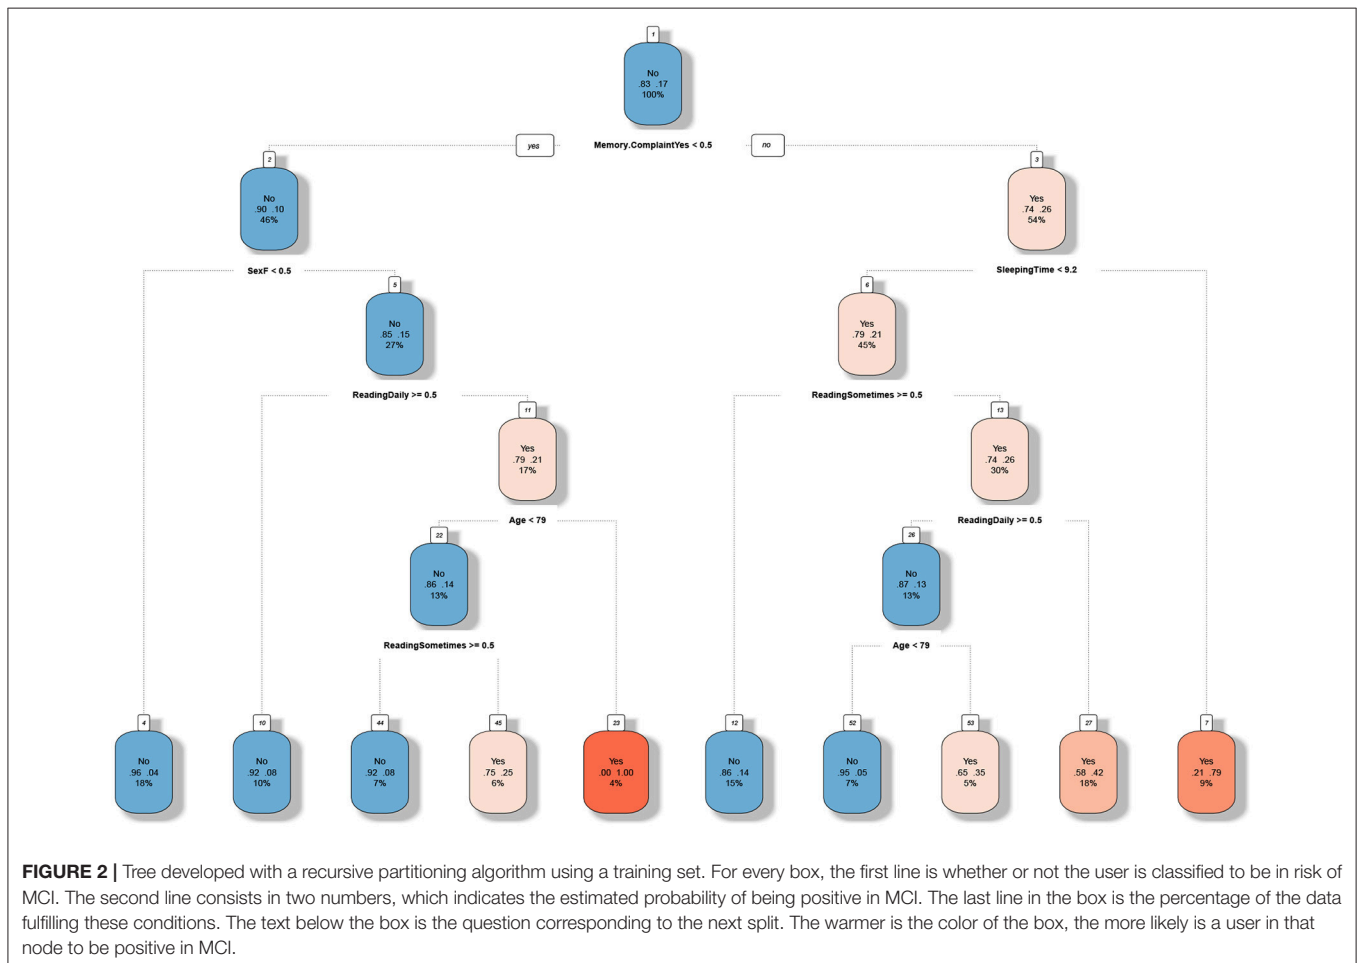 1
No
.83 .17
100%
yes
Memory.ComplaintYes < 0.5
no
2
No
.90 .10
46%
3
Yes
.74 .26
54%
SexF < 0.5
SleepingTime < 9.2
5
No
.85 .15
27%
6
Yes
.79 .21
45%
ReadingDaily >= 0.5
ReadingSometimes >= 0.5
11
Yes
.79 .21
17%
13
Yes
.74 .26
30%
Age < 79
ReadingDaily >= 0.5
22
No
.86 .14
13%
26
No
.87 .13
13%
ReadingSometimes >= 0.5
Age < 79
4
No
.96 .04
18%
10
No
.92 .08
10%
44
No
.92 .08
7%
45
Yes
.75 .25
6%
23
Yes
.00 1.00
4%
12
No
.86 .14
15%
52
No
.95 .05
7%
53
Yes
.65 .35
5%
27
Yes
.58 .42
18%
7
Yes
.21 .79
9%
FIGURE 2 | Tree developed with a recursive partitioning algorithm using a training set. For every box, the first line is whether or not the user is classified to be in risk of
MCI. The second line consists in two numbers, which indicates the estimated probability of being positive in MCI. The last line in the box is the percentage of the data
fulfilling these conditions. The text below the box is the question corresponding to the next split. The warmer is the color of the box, the more likely is a user in that
node to be positive in MCI.